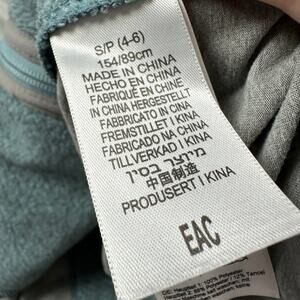 S/P (4-6)
154/89cm
MADE IN CHINA
HECHO EN CHINA
FABRIQUÉ EN CHINE
IN CHINA HERGESTELLT
FABBRICATO IN CINA
FREMSTILLET I KINA
FABRICADO NA CHINA
TILLVERKAD I KINA
מיוצר בסין
中国制造
PRODUSERT I KINA
EAC